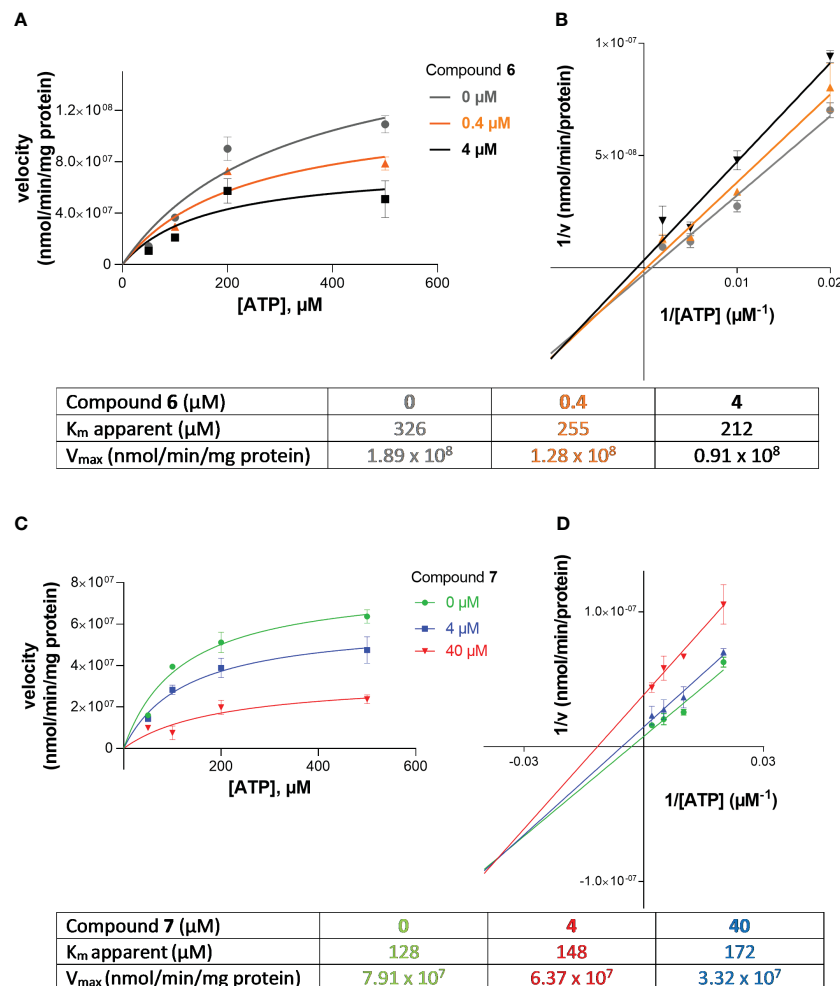 A
B
velocity
(nmol/min/mg protein)
1.2×10⁰⁸
8.0×10⁰⁷
4.0×10⁰⁷
0
0 200 400 600
[ATP], µM
Compound 6
0 µM
0.4 µM
4 µM
1/v (nmol/min/protein)
1×10⁻⁰⁷
5×10⁻⁰⁸
0.01 0.02
1/[ATP] (µM⁻¹)
Compound 6 (µM) 0 0.4 4
Kₘ apparent (µM) 326 255 212
Vₘₐₓ (nmol/min/mg protein) 1.89 x 10⁸ 1.28 x 10⁸ 0.91 x 10⁸
C
D
velocity
(nmol/min/mg protein)
8×10⁰⁷
6×10⁰⁷
4×10⁰⁷
2×10⁰⁷
0
200 400 600
[ATP], µM
Compound 7
0 µM
4 µM
40 µM
1/v (nmol/min/protein)
1.0×10⁻⁰⁷
-0.03 0.03
1/[ATP] (µM⁻¹)
-1.0×10⁻⁰⁷
Compound 7 (µM) 0 4 40
Kₘ apparent (µM) 128 148 172
Vₘₐₓ (nmol/min/mg protein) 7.91 x 10⁷ 6.37 x 10⁷ 3.32 x 10⁷